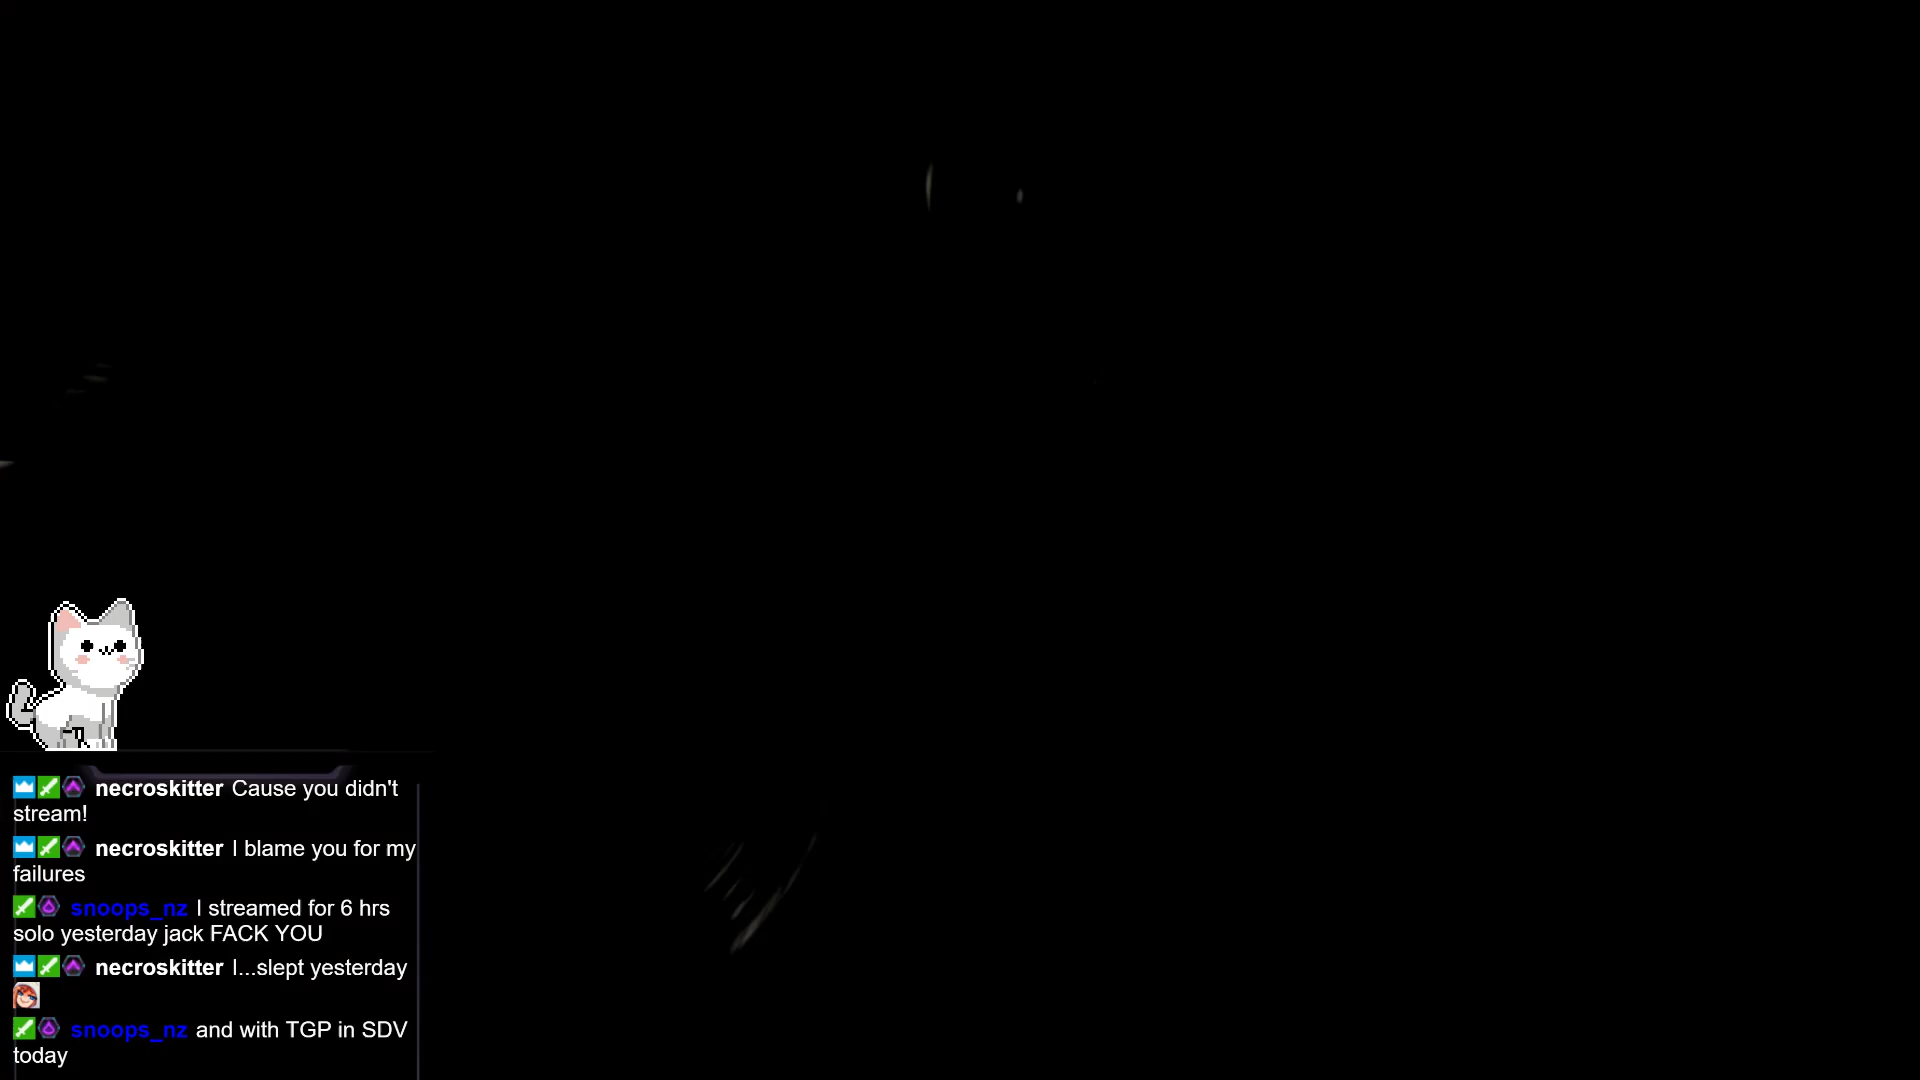 necroskitter Cause you didn't
stream!
necroskitter I blame you for my
failures
snoops_nz I streamed for 6 hrs
solo yesterday jack FACK YOU
necroskitter I...slept yesterday
snoops_nz and with TGP in SDV
today